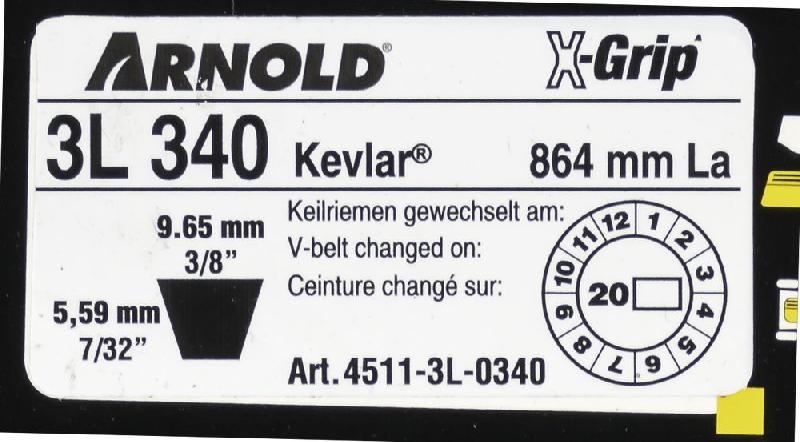 ARNOLD®
X-Grip
3L 340 Kevlar® 864 mm La
9.65 mm
3/8”
5,59 mm
7/32”
Keilriemen gewechselt am:
V-belt changed on:
Ceinture changé sur:
Art.4511-3L-0340
12 1 2 3 4 5 6 7 8 9 10 11
20